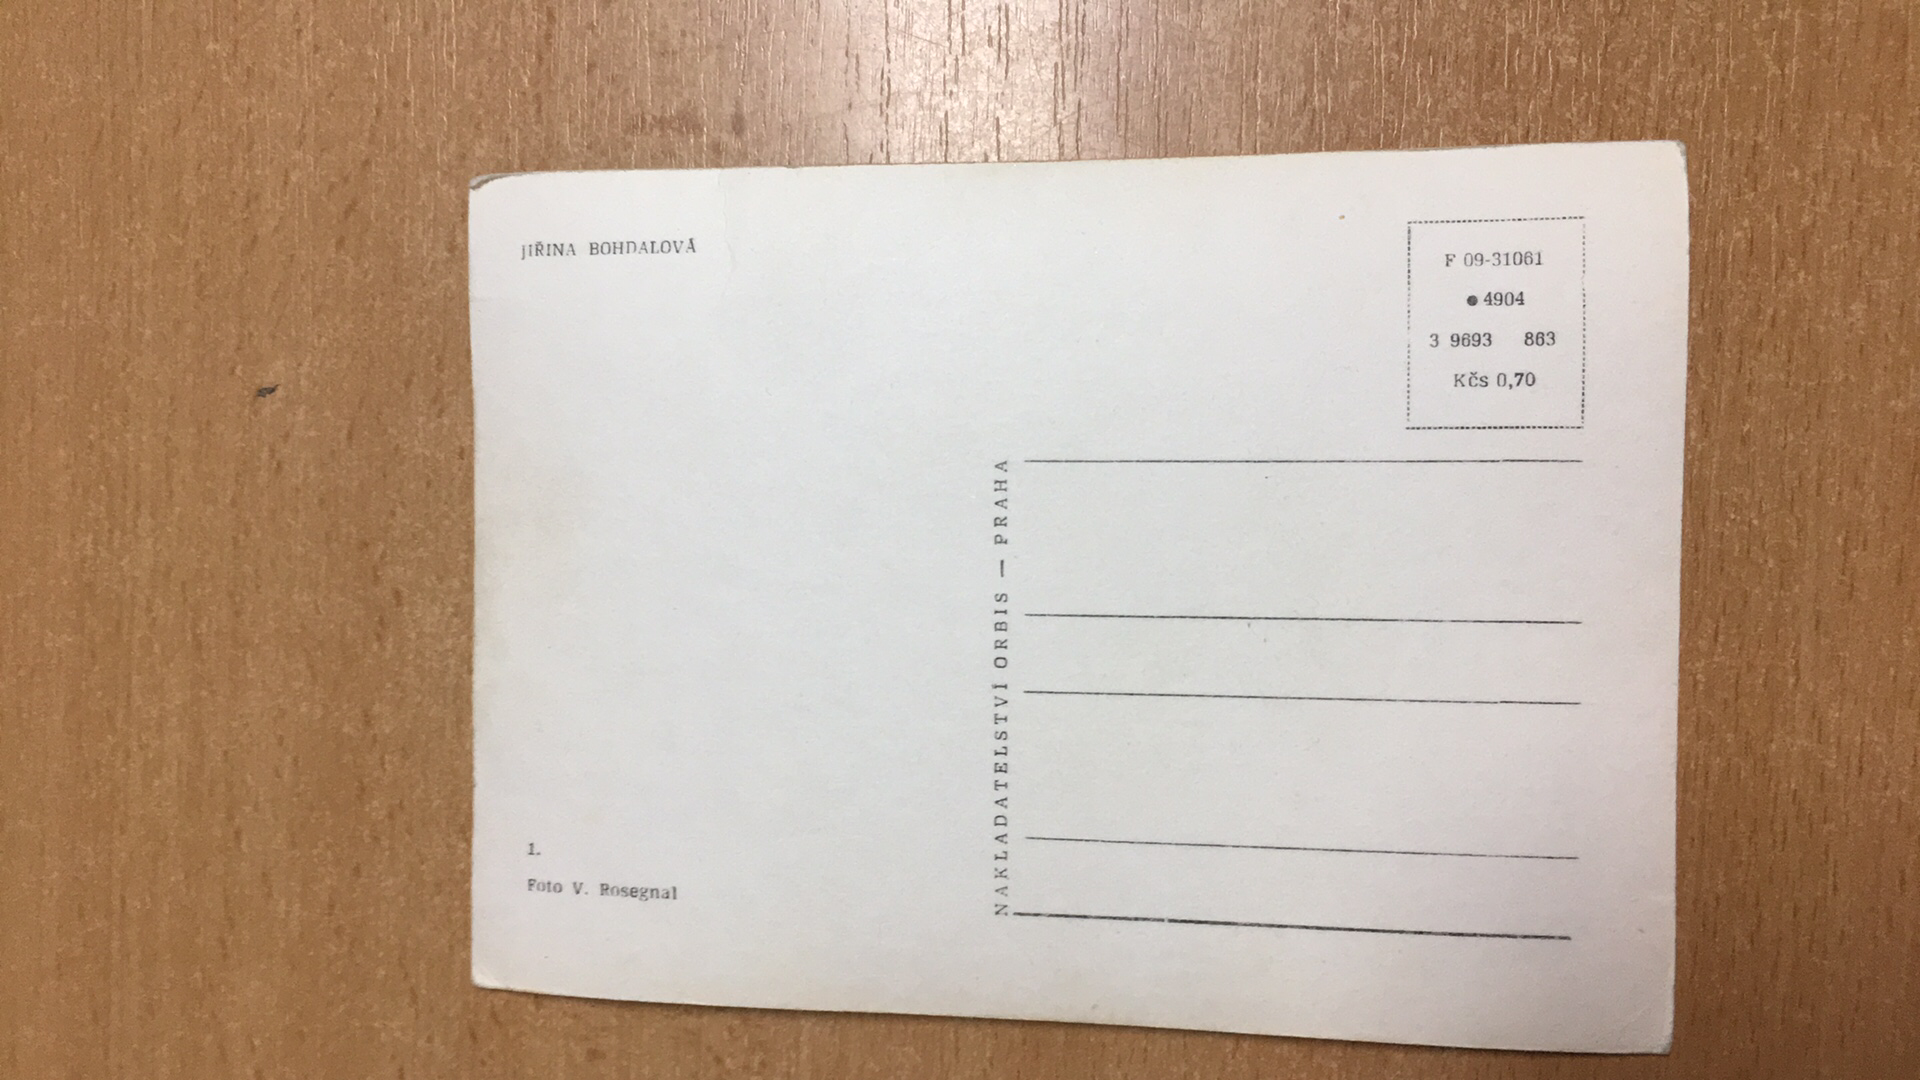 JIŘINA BOHDALOVÁ
F 09-31061
● 4904
3 9693 863
Kčs 0,70
NAKLADATELSTVÍ ORBIS — PRAHA
1.
Foto V. Rosegnal